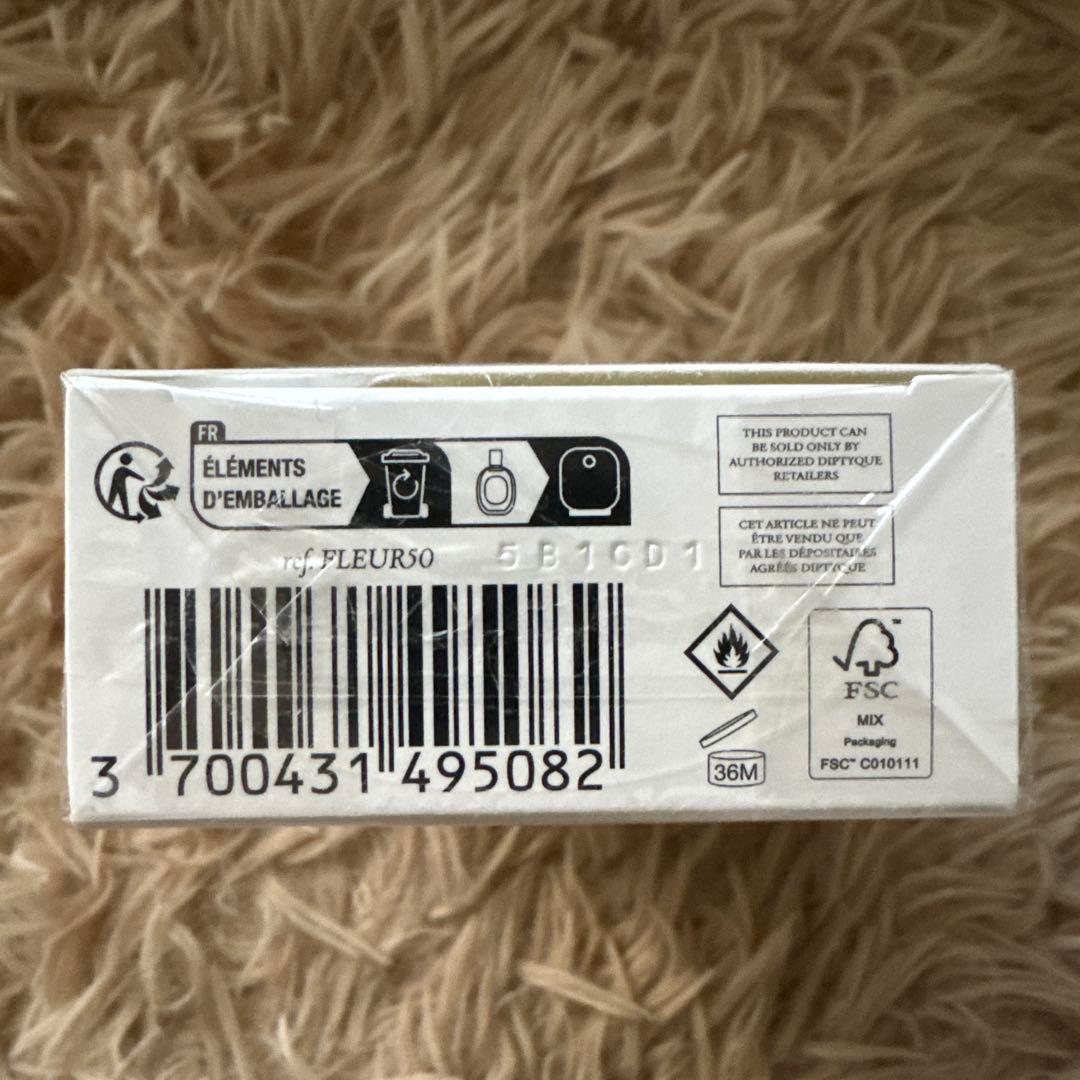 FR
ÉLÉMENTS
D'EMBALLAGE
THIS PRODUCT CAN
BE SOLD ONLY BY
AUTHORIZED DIPTYQUE
RETAILERS
CET ARTICLE NE PEUT
ÊTRE VENDU QUE
PAR LES DÉPOSITAIRES
AGRÉÉS DIPTYQUE
ref. FLEUR50
5B1CD1
3 700431 495082
36M
FSC™
MIX
Packaging
FSC™ C010111